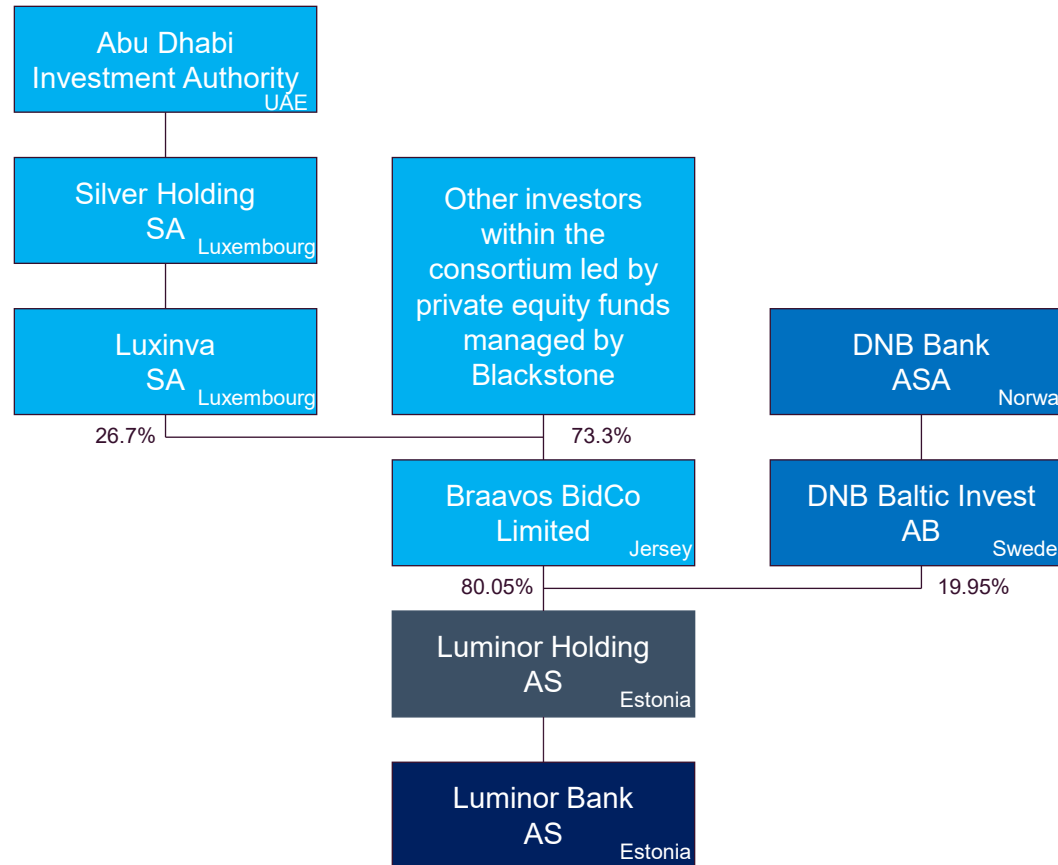 Abu Dhabi
Investment Authority
UAE
Silver Holding
SA
Luxembourg
Other investors
within the
consortium led by
private equity funds
managed by
Blackstone
Luxinva
SA
Luxembourg
DNB Bank
ASA
Norwa
26.7%
73.3%
Braavos BidCo
Limited
Jersey
DNB Baltic Invest
AB
Swede
80.05%
19.95%
Luminor Holding
AS
Estonia
Luminor Bank
AS
Estonia